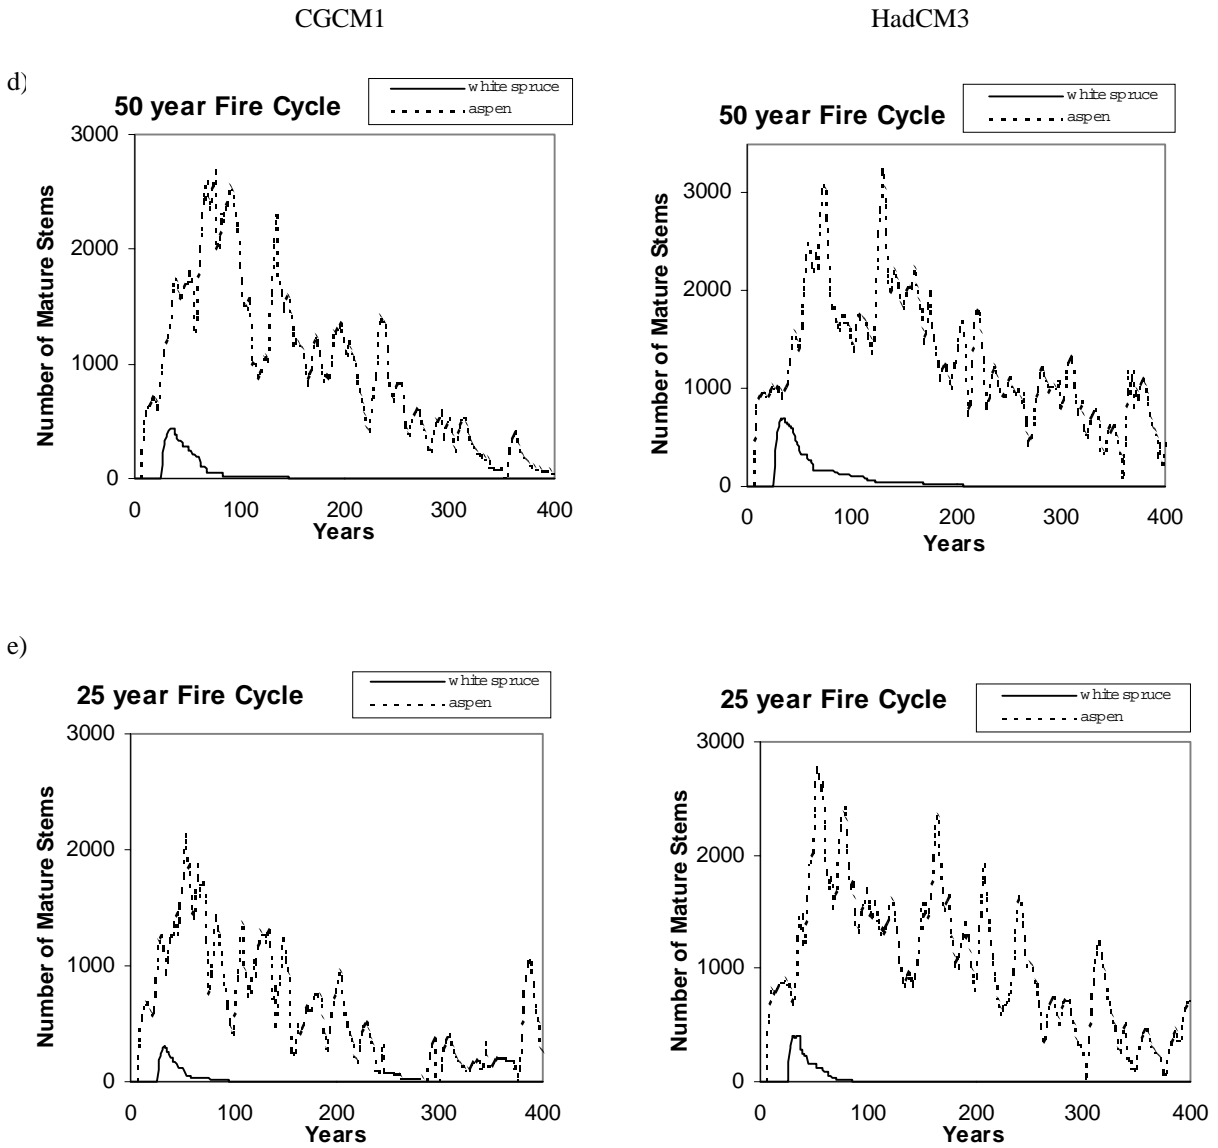 CGCM1
HadCM3
d)
50 year Fire Cycle
white spruce
aspen
Number of Mature Stems
3000
2000
1000
0
0 100 200 300 400
Years
50 year Fire Cycle
white spruce
aspen
Number of Mature Stems
3000
2000
1000
0
0 100 200 300 400
Years
e)
25 year Fire Cycle
white spruce
aspen
Number of Mature Stems
3000
2000
1000
0
0 100 200 300 400
Years
25 year Fire Cycle
white spruce
aspen
Number of Mature Stems
3000
2000
1000
0
0 100 200 300 400
Years